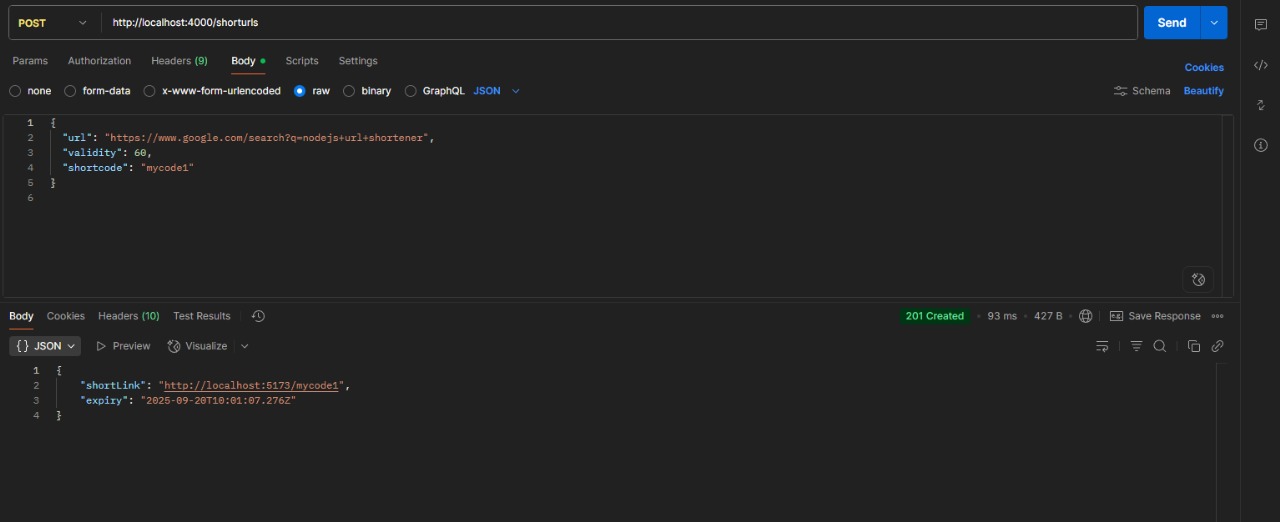 POST http://localhost:4000/shorturls Send
Params Authorization Headers (9) Body Scripts Settings Cookies
none form-data x-www-form-urlencoded raw binary GraphQL JSON Schema Beautify
1 {
2 "url": "https://www.google.com/search?q=nodejs+url+shortener",
3 "validity": 60,
4 "shortcode": "mycode1"
5 }
6
Body Cookies Headers (10) Test Results 201 Created • 93 ms • 427 B • Save Response
{} JSON Preview Visualize
1 {
2 "shortLink": "http://localhost:5173/mycode1",
3 "expiry": "2025-09-20T10:01:07.276Z"
4 }